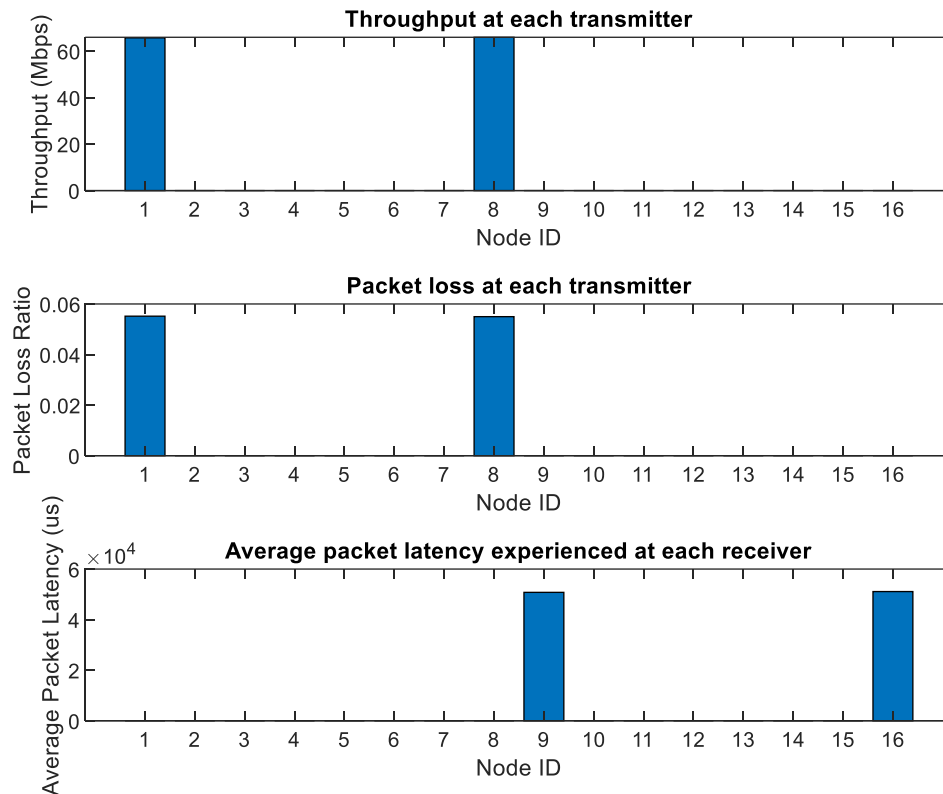 Throughput at each transmitter
Throughput (Mbps)
60
40
20
0
1 2 3 4 5 6 7 8 9 10 11 12 13 14 15 16
Node ID
Packet loss at each transmitter
Packet Loss Ratio
0.06
0.04
0.02
0
1 2 3 4 5 6 7 8 9 10 11 12 13 14 15 16
Node ID
Average packet latency experienced at each receiver
Average Packet Latency (us)
×10⁴
6
4
2
0
1 2 3 4 5 6 7 8 9 10 11 12 13 14 15 16
Node ID